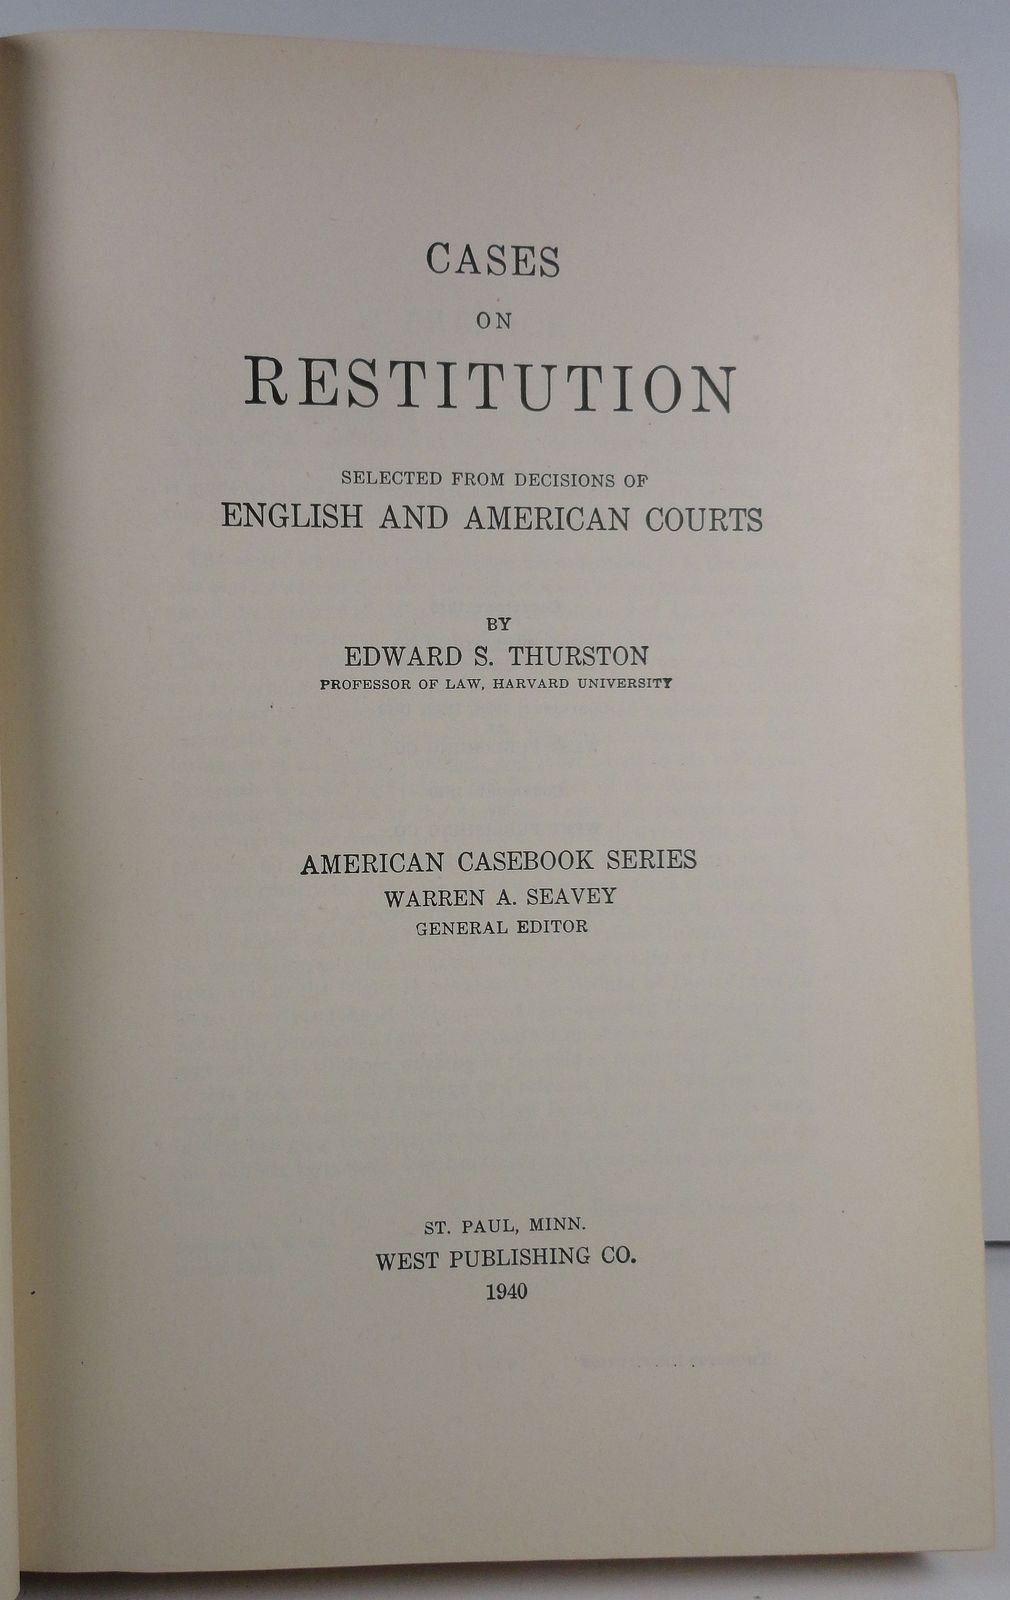 CASES
ON
RESTITUTION
SELECTED FROM DECISIONS OF
ENGLISH AND AMERICAN COURTS
BY
EDWARD S. THURSTON
PROFESSOR OF LAW, HARVARD UNIVERSITY
AMERICAN CASEBOOK SERIES
WARREN A. SEAVEY
GENERAL EDITOR
ST. PAUL, MINN.
WEST PUBLISHING CO.
1940